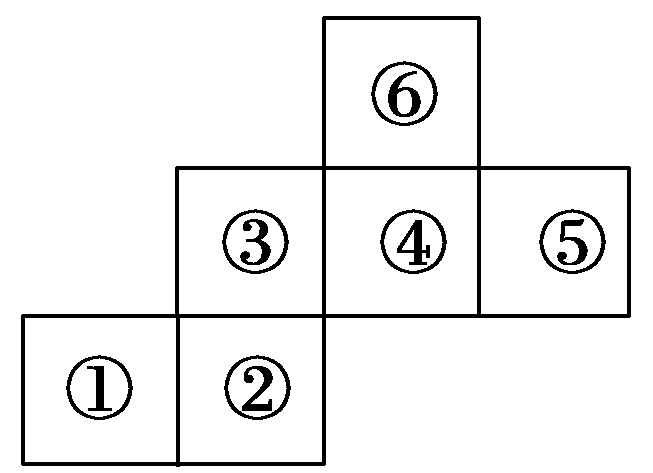 ⑥
③ ④ ⑤
① ②